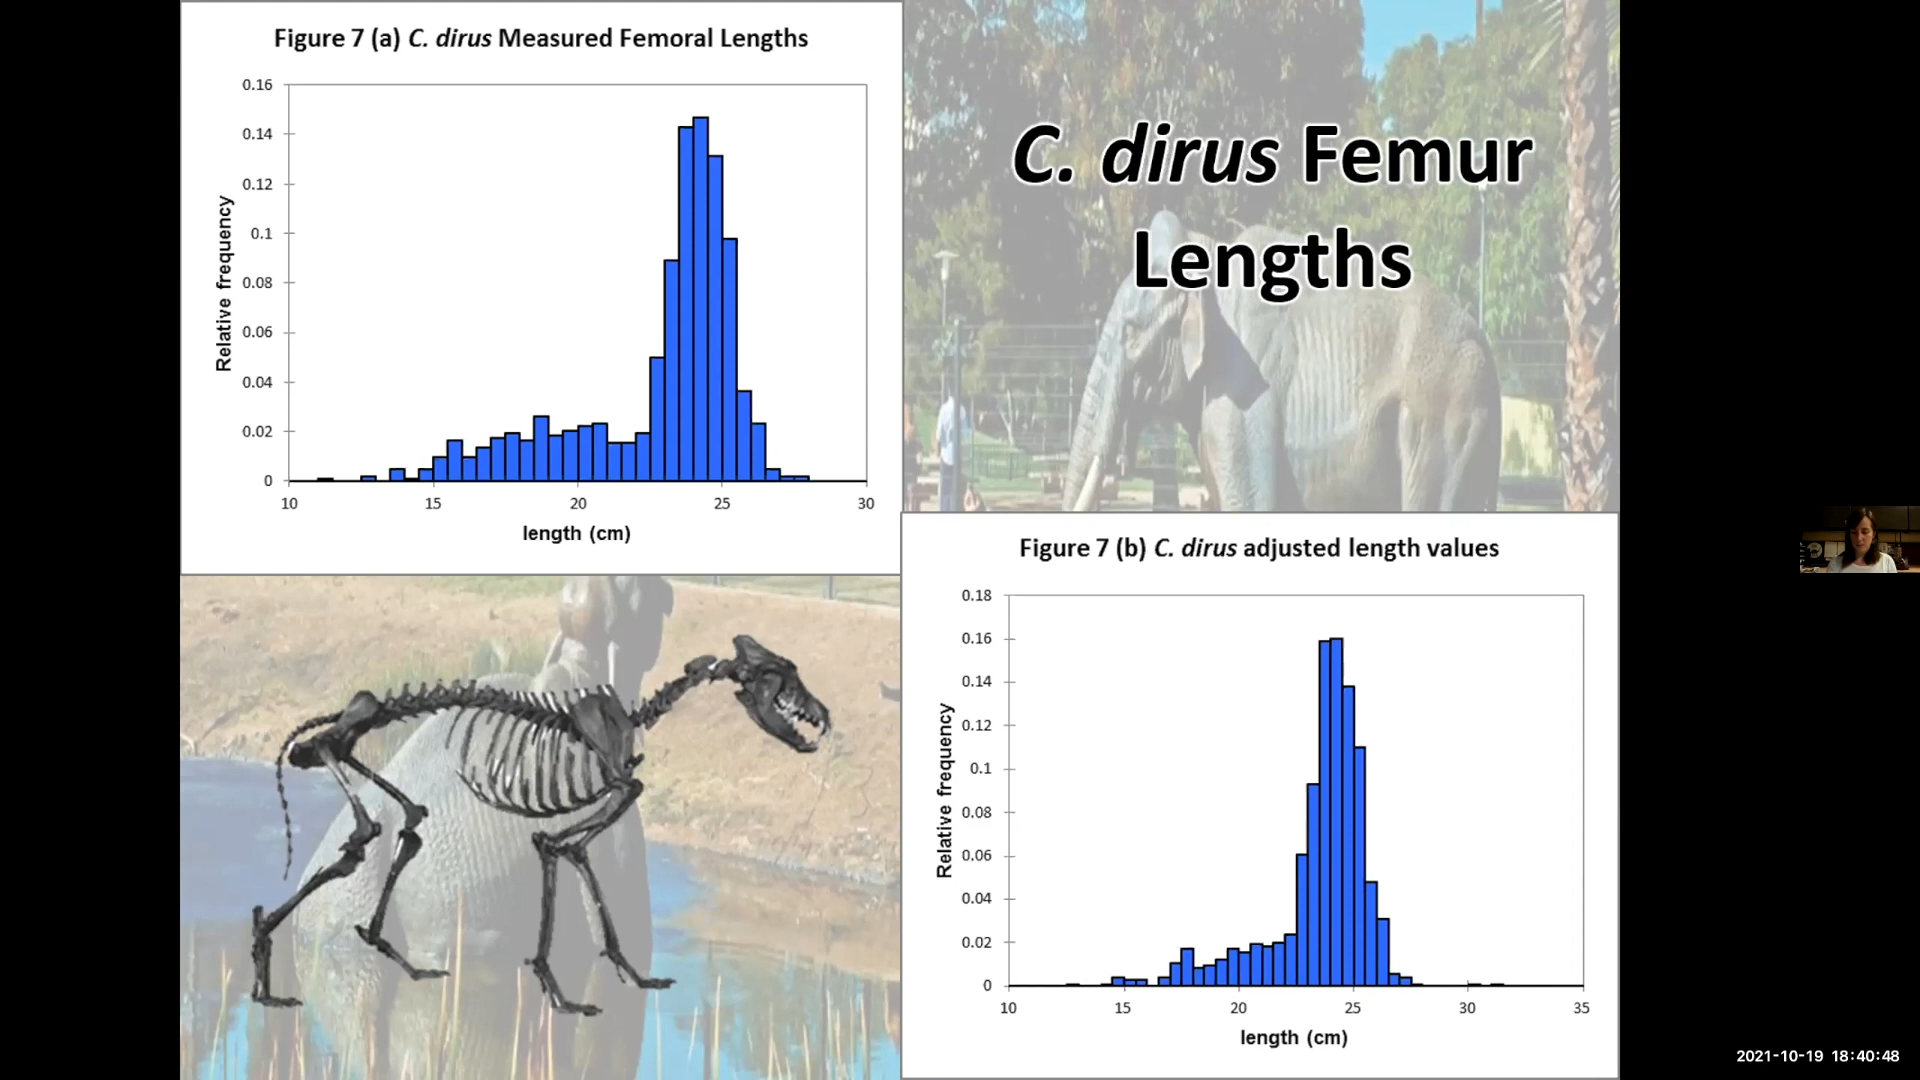 Figure 7 (a) C. dirus Measured Femoral Lengths
0.16
0.14
0.12
0.1
0.08
0.06
0.04
0.02
0
Relative frequency
10 15 20 25 30
length (cm)
C. dirus Femur
Lengths
Figure 7 (b) C. dirus adjusted length values
0.18
0.16
0.14
0.12
0.1
0.08
0.06
0.04
0.02
0
Relative frequency
10 15 20 25 30 35
length (cm)
2021-10-19 18:40:48